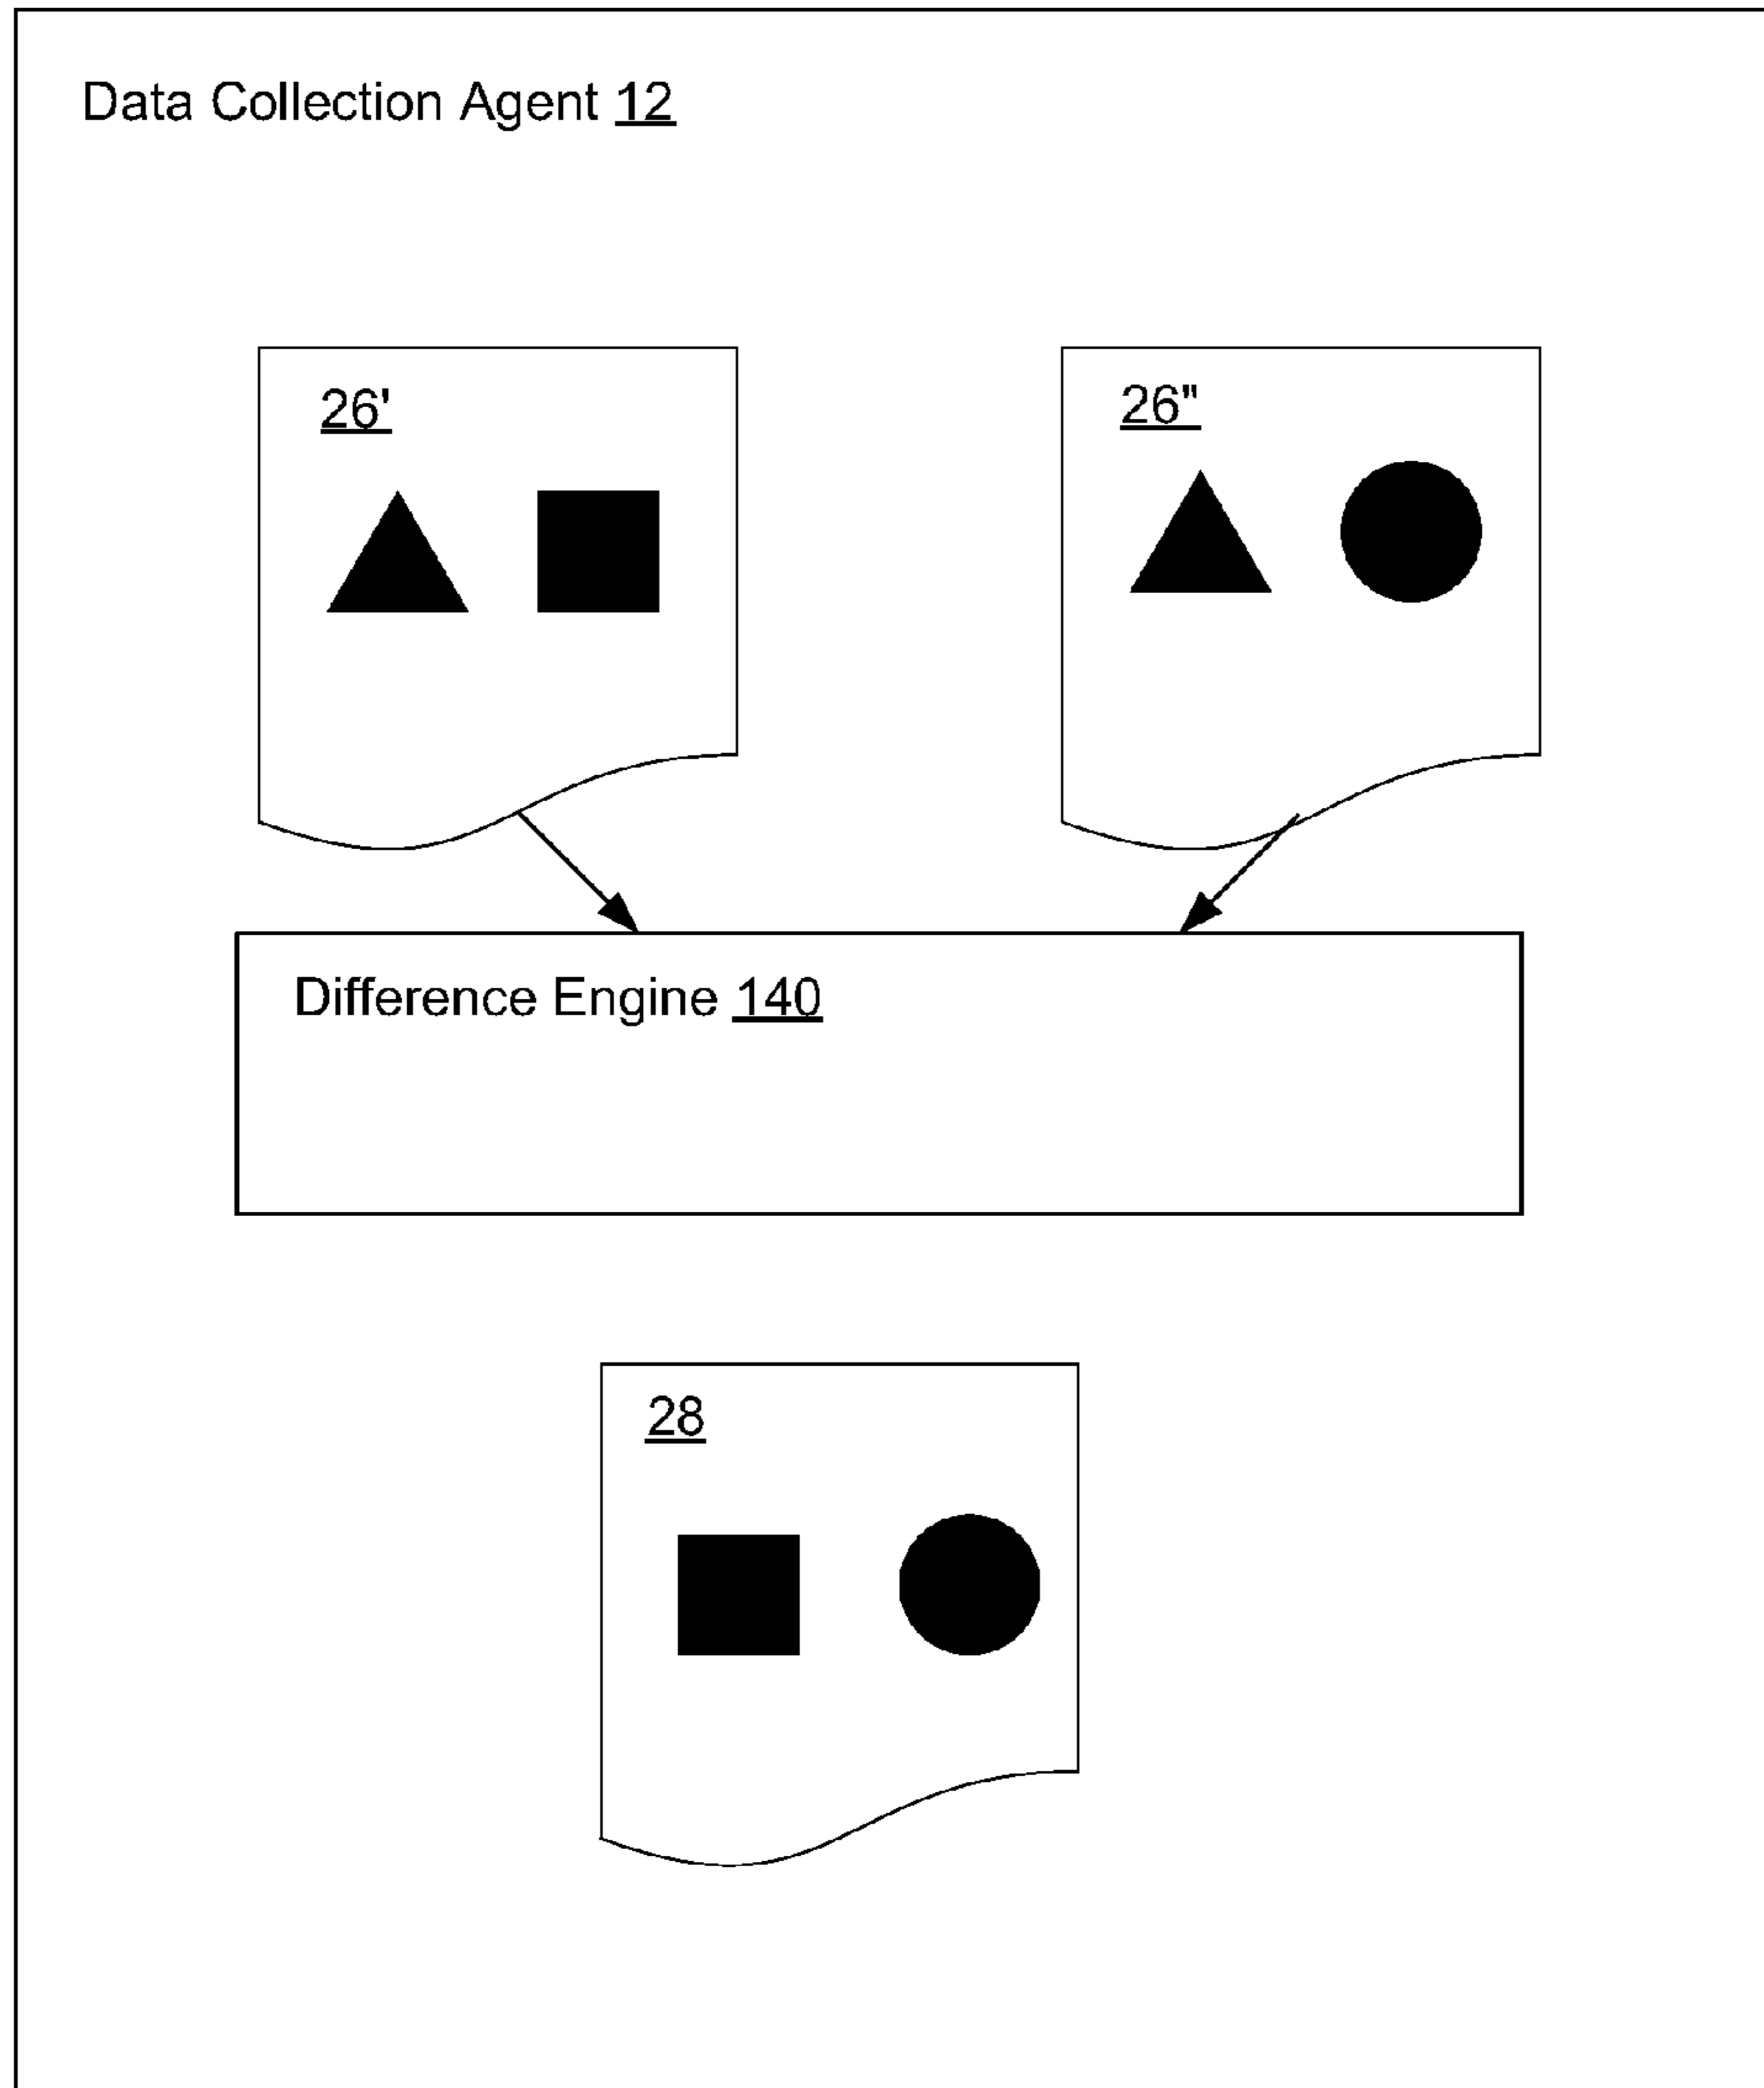 Data Collection Agent 12
26'
26"
Difference Engine 140
28